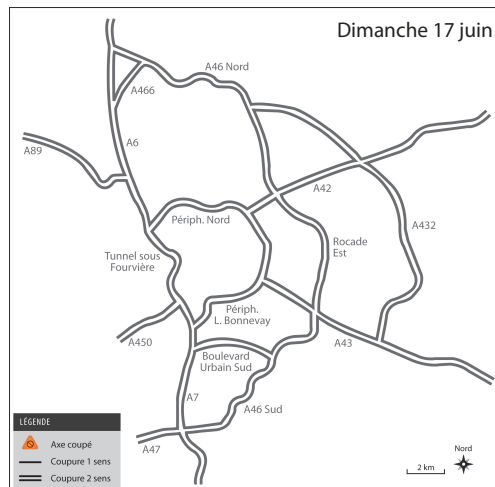 Dimanche 17 juin
A46 Nord
A466
A6
A89
A42
Périph. Nord
A432
Rocade
Est
Tunnel sous
Fourvière
Périph.
L. Bonnevay
A450
A43
Boulevard
Urbain Sud
A7
A46 Sud
A47
LÉGENDE
Axe coupé
Coupure 1 sens
Coupure 2 sens
2 km
Nord